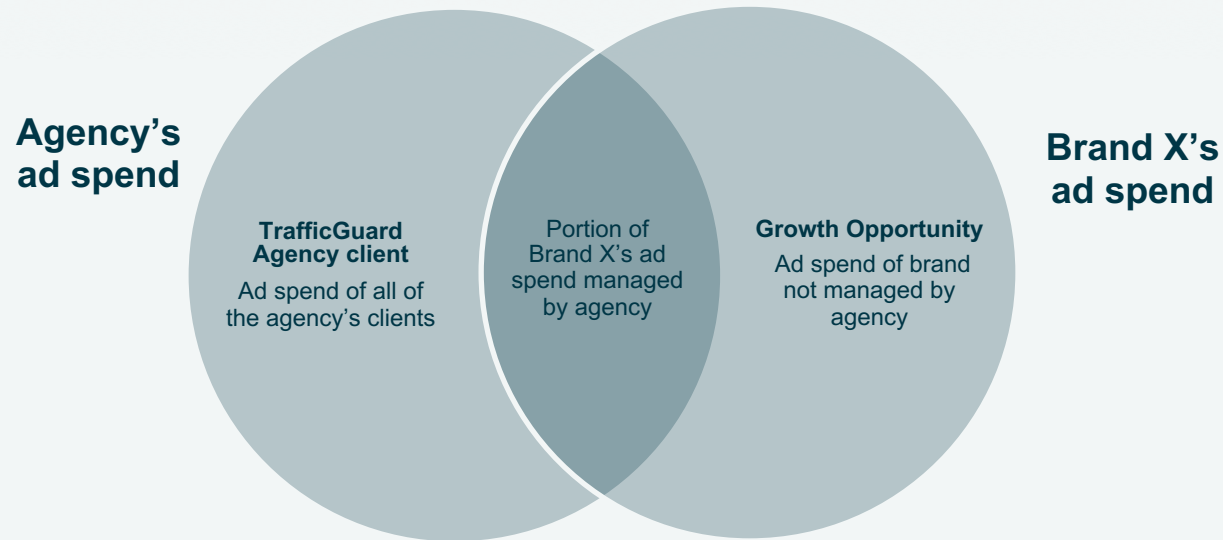 Agency’s
ad spend
TrafficGuard
Agency client
Ad spend of all of
the agency’s clients
Portion of
Brand X’s ad
spend managed
by agency
Growth Opportunity
Ad spend of brand
not managed by
agency
Brand X’s
ad spend